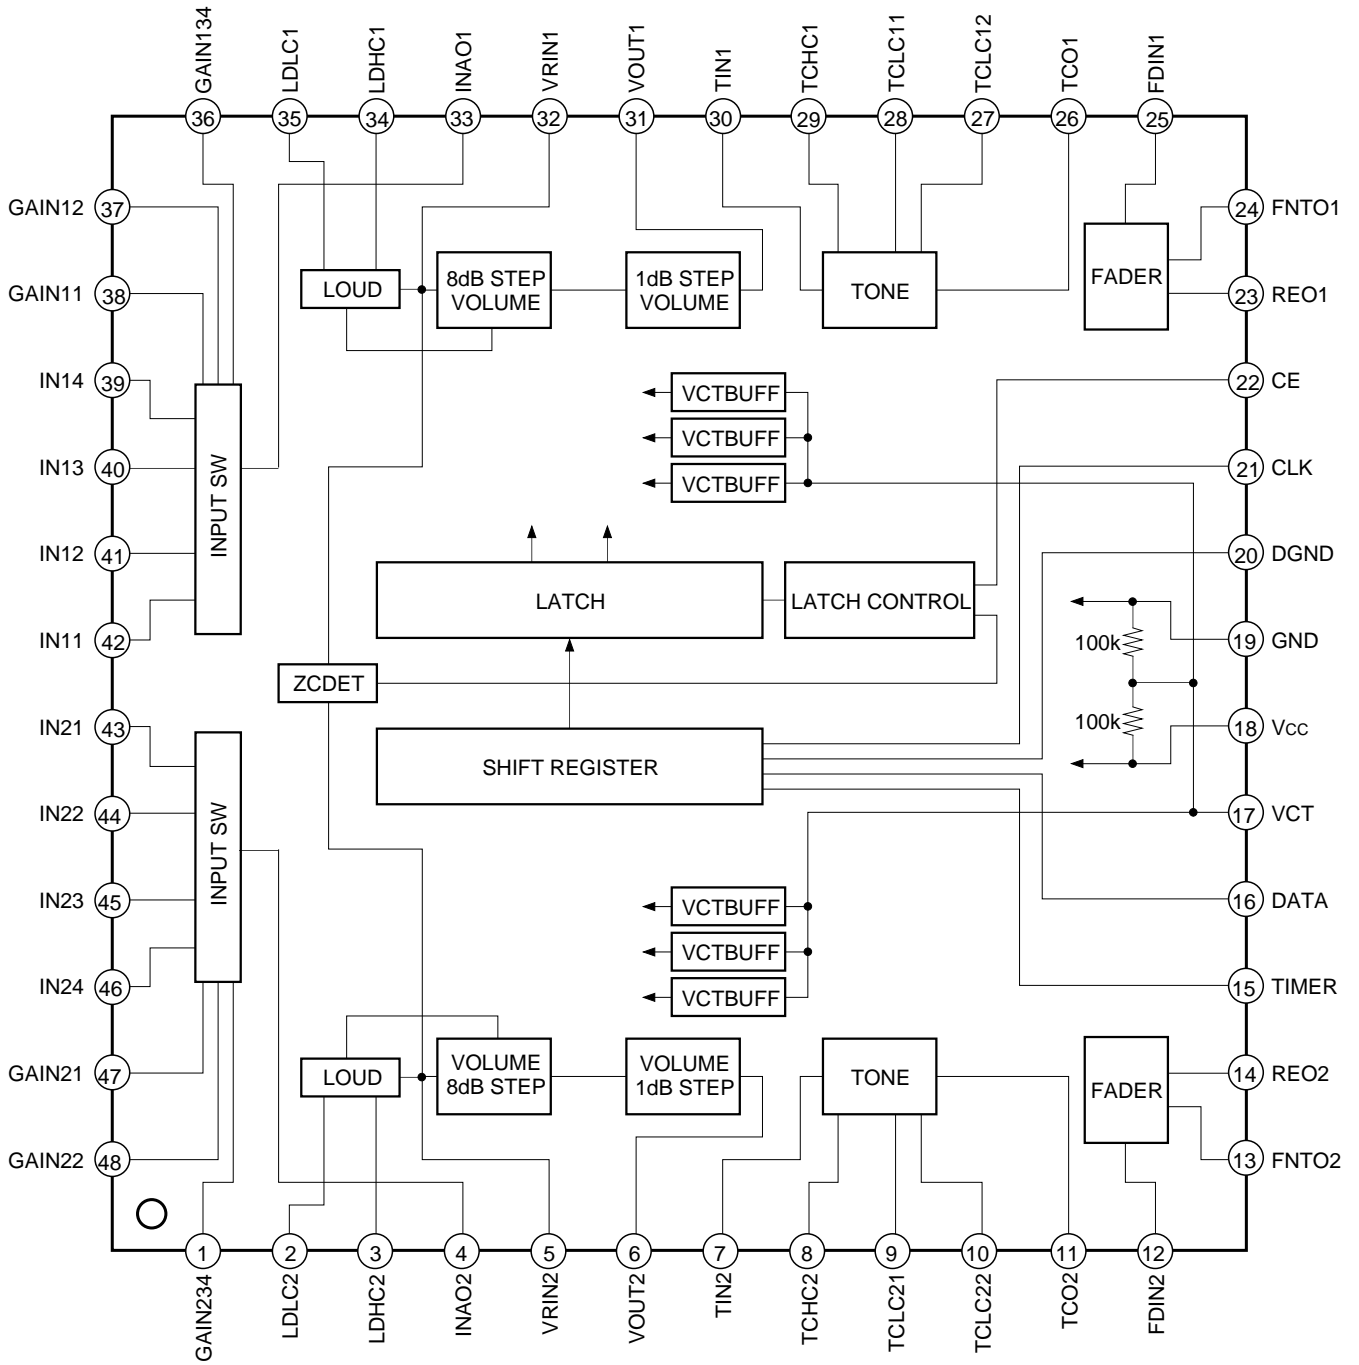 GAIN134
LDLC1
LDHC1
INAO1
VRIN1
VOUT1
TIN1
TCHC1
TCLC11
TCLC12
TCO1
FDIN1
36
35
34
33
32
31
30
29
28
27
26
25
GAIN12
37
24
FNTO1
GAIN11
38
LOUD
8dB STEP
VOLUME
1dB STEP
VOLUME
TONE
FADER
23
REO1
IN14
39
VCTBUFF
22
CE
VCTBUFF
IN13
40
INPUT SW
VCTBUFF
21
CLK
IN12
41
20
DGND
LATCH
LATCH CONTROL
IN11
42
100k
19
GND
ZCDET
IN21
43
100k
18
VCC
SHIFT REGISTER
IN22
44
INPUT SW
17
VCT
IN23
45
VCTBUFF
16
DATA
VCTBUFF
IN24
46
VCTBUFF
15
TIMER
GAIN21
47
LOUD
VOLUME
8dB STEP
VOLUME
1dB STEP
TONE
FADER
14
REO2
GAIN22
48
13
FNTO2
1
2
3
4
5
6
7
8
9
10
11
12
GAIN234
LDLC2
LDHC2
INAO2
VRIN2
VOUT2
TIN2
TCHC2
TCLC21
TCLC22
TCO2
FDIN2